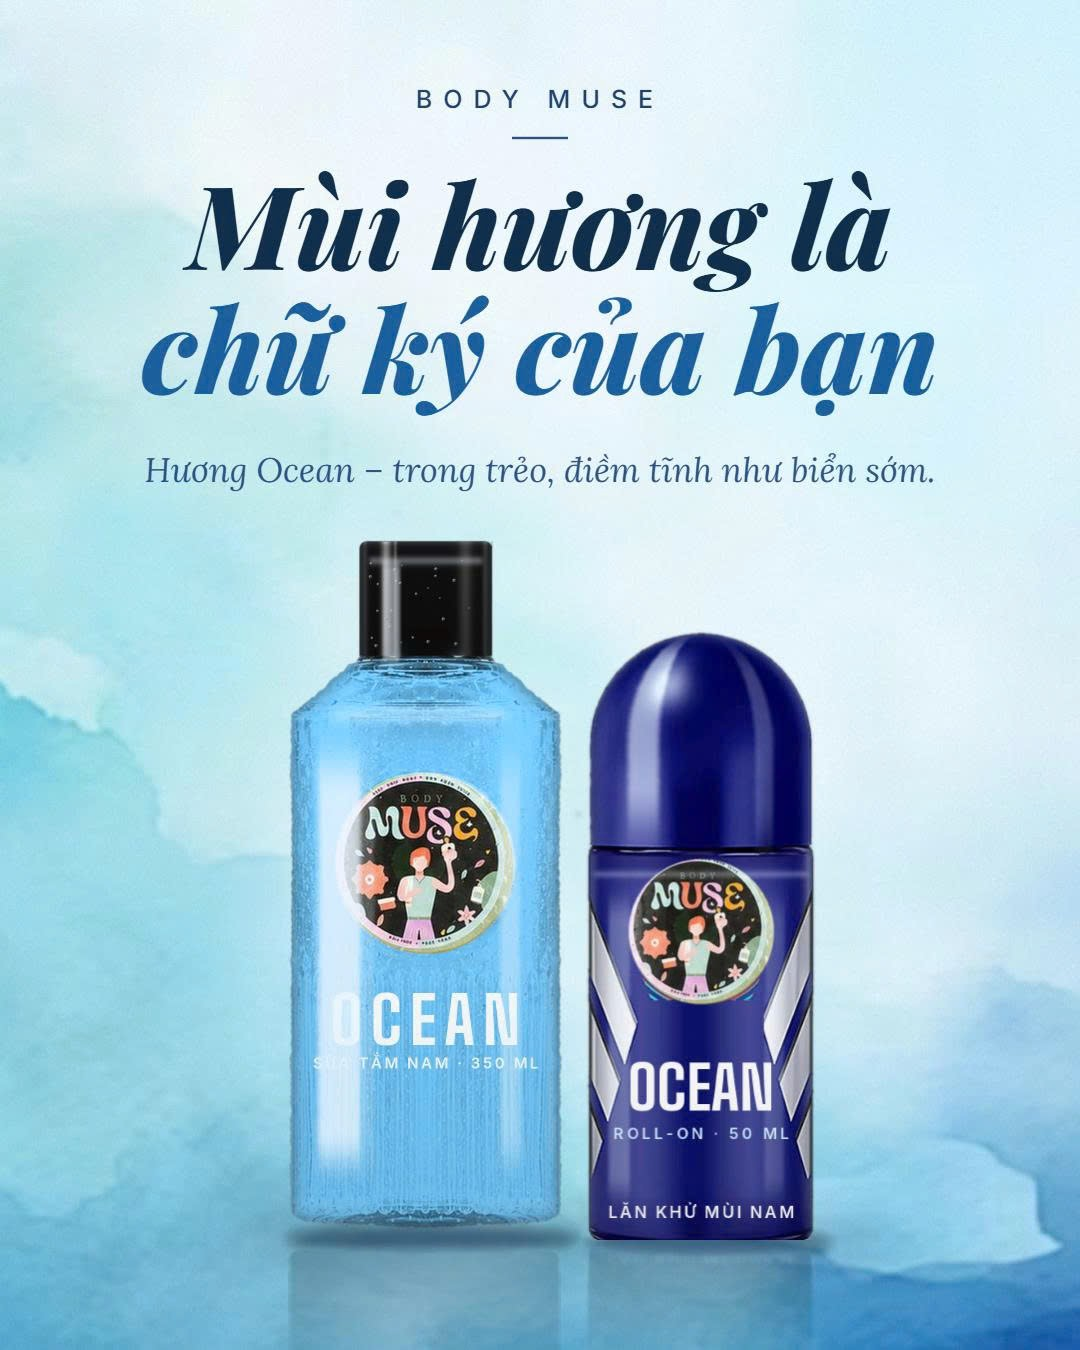 BODY MUSE
Mùi hương là
chữ ký của bạn
Hương Ocean – trong trẻo, điềm tĩnh như biển sớm.
BODY
MUSE
OCEAN
SỮA TẮM NAM · 350 ML
BODY
MUSE
OCEAN
ROLL-ON · 50 ML
LĂN KHỬ MÙI NAM